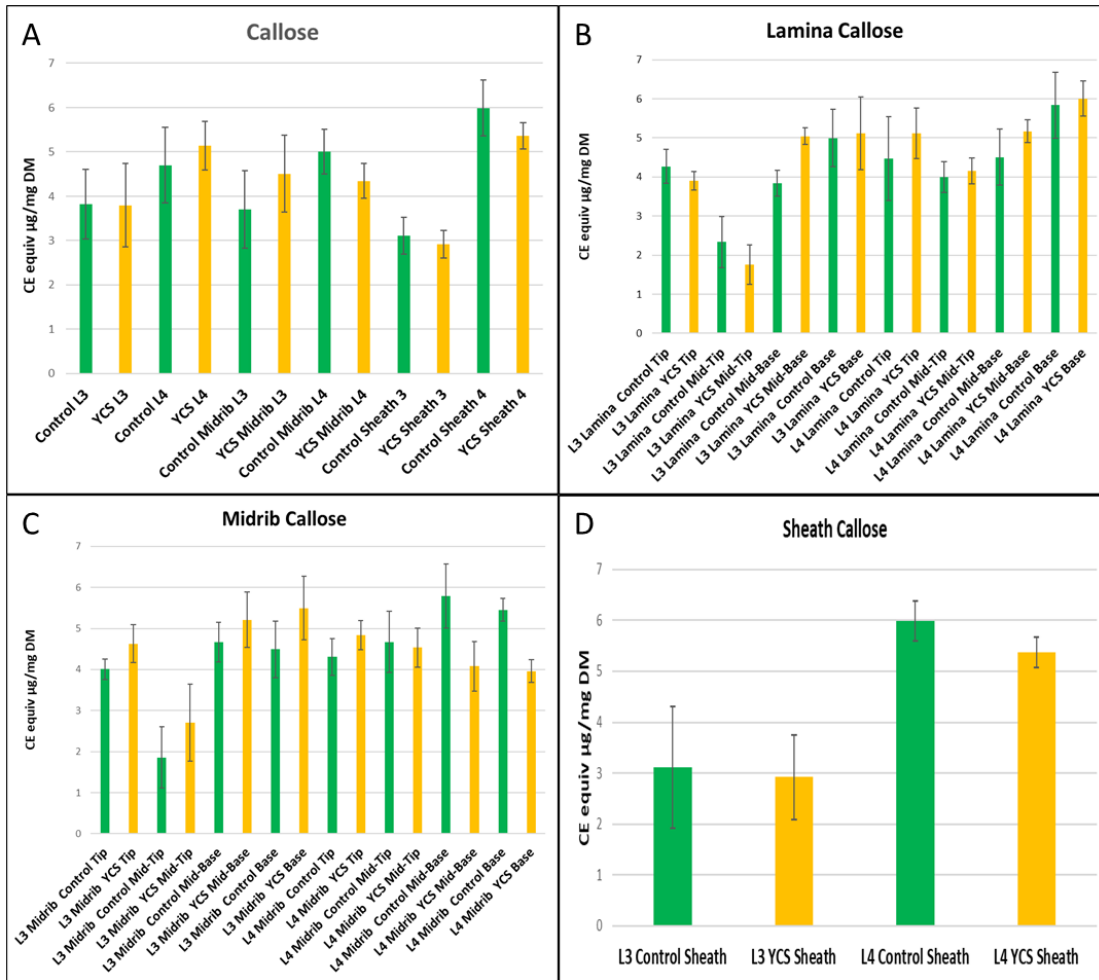 A
Callose
CE equiv µg/mg DM
7
6
5
4
3
2
1
0
Control L3
YCS L3
Control L4
YCS L4
Control Midrib L3
YCS Midrib L3
Control Midrib L4
YCS Midrib L4
Control Sheath 3
YCS Sheath 3
Control Sheath 4
YCS Sheath 4
B
Lamina Callose
CE equiv µg/mg DM
7
6
5
4
3
2
1
0
L3 Lamina Control Tip
L3 Lamina YCS Tip
L3 Lamina Control Mid-Tip
L3 Lamina YCS Mid-Tip
L3 Lamina Control Mid-Base
L3 Lamina YCS Mid-Base
L3 Lamina Control Base
L3 Lamina YCS Base
L4 Lamina Control Tip
L4 Lamina YCS Tip
L4 Lamina Control Mid-Tip
L4 Lamina YCS Mid-Tip
L4 Lamina Control Mid-Base
L4 Lamina YCS Mid-Base
L4 Lamina Control Base
L4 Lamina YCS Base
C
Midrib Callose
CE equiv µg/mg DM
7
6
5
4
3
2
1
0
L3 Midrib Control Tip
L3 Midrib YCS Tip
L3 Midrib Control Mid-Tip
L3 Midrib YCS Mid-Tip
L3 Midrib Control Mid-Base
L3 Midrib YCS Mid-Base
L3 Midrib Control Base
L3 Midrib YCS Base
L4 Midrib Control Tip
L4 Midrib YCS Tip
L4 Midrib Control Mid-Tip
L4 Midrib YCS Mid-Tip
L4 Midrib Control Mid-Base
L4 Midrib YCS Mid-Base
L4 Midrib Control Base
L4 Midrib YCS Base
D
Sheath Callose
CE equiv µg/mg DM
7
6
5
4
3
2
1
0
L3 Control Sheath
L3 YCS Sheath
L4 Control Sheath
L4 YCS Sheath